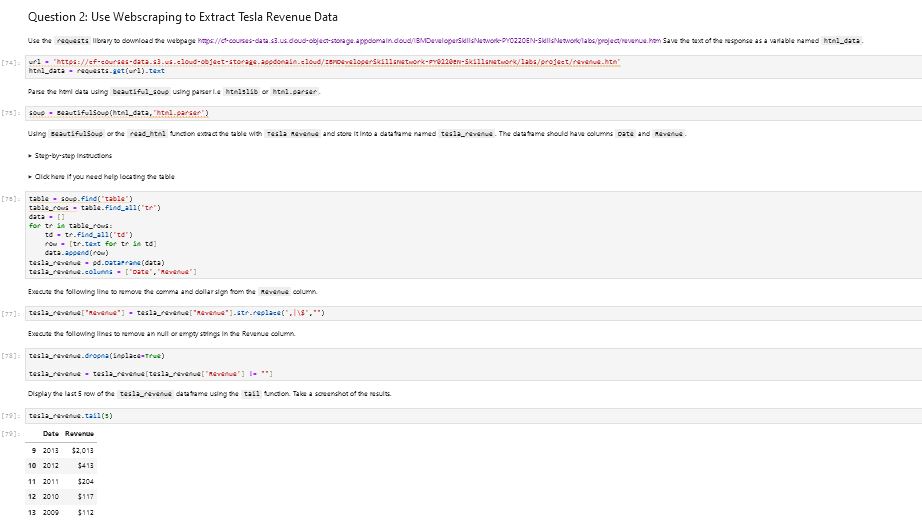 Question 2: Use Webscraping to Extract Tesla Revenue Data
Use the requests library to download the webpage https://cf-courses-data.s3.us.cloud-object-storage.appdomain.cloud/IBMDeveloperSkillsNetwork-PY0220EN-SkillsNetwork/labs/project/revenue.htm Save the text of the response as a variable named html_data .
[74]: url = "https://cf-courses-data.s3.us.cloud-object-storage.appdomain.cloud/IBMDeveloperSkillsNetwork-PY0220EN-SkillsNetwork/labs/project/revenue.htm"
html_data = requests.get(url).text
Parse the html data using beautiful_soup using parser i.e html5lib or html.parser .
[75]: soup = BeautifulSoup(html_data,"html.parser")
Using BeautifulSoup or the read_html function extract the table with Tesla Revenue and store it into a dataframe named tesla_revenue . The dataframe should have columns Date and Revenue .
▸ Step-by-step instructions
▸ Click here if you need help locating the table
[76]: table = soup.find("table")
table_rows = table.find_all("tr")
data = []
for tr in table_rows:
td = tr.find_all("td")
row = [tr.text for tr in td]
data.append(row)
tesla_revenue = pd.DataFrame(data)
tesla_revenue.columns = ['Date','Revenue']
Execute the following line to remove the comma and dollar sign from the Revenue column.
[77]: tesla_revenue["Revenue"] = tesla_revenue["Revenue"].str.replace(',|\$',"")
Execute the following lines to remove an null or empty strings in the Revenue column.
[78]: tesla_revenue.dropna(inplace=True)
tesla_revenue = tesla_revenue[tesla_revenue['Revenue'] != ""]
Display the last 5 row of the tesla_revenue dataframe using the tail function. Take a screenshot of the results.
[79]: tesla_revenue.tail(5)
[79]: Date Revenue
9 2013 $2,013
10 2012 $413
11 2011 $204
12 2010 $117
13 2009 $112